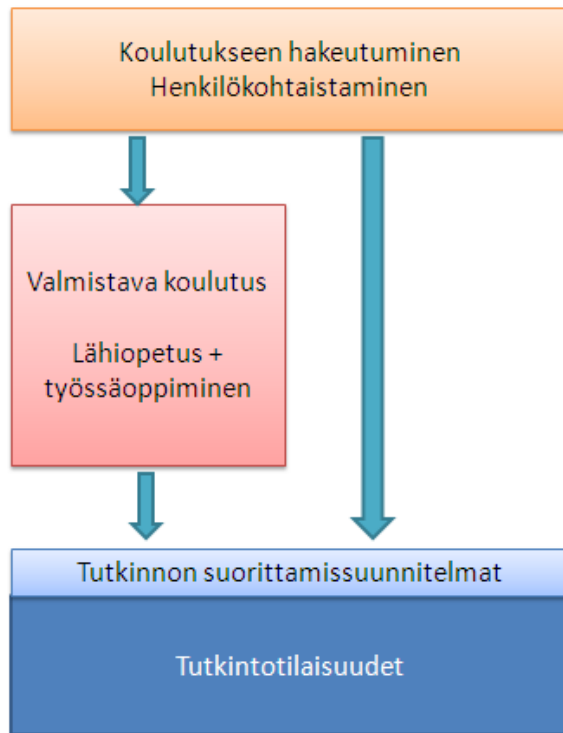 Koulutukseen hakeutuminen
Henkilökohtaistaminen
Valmistava koulutus
Lähiopetus +
työssäoppiminen
Tutkinnon suorittamissuunnitelmat
Tutkintotilaisuudet